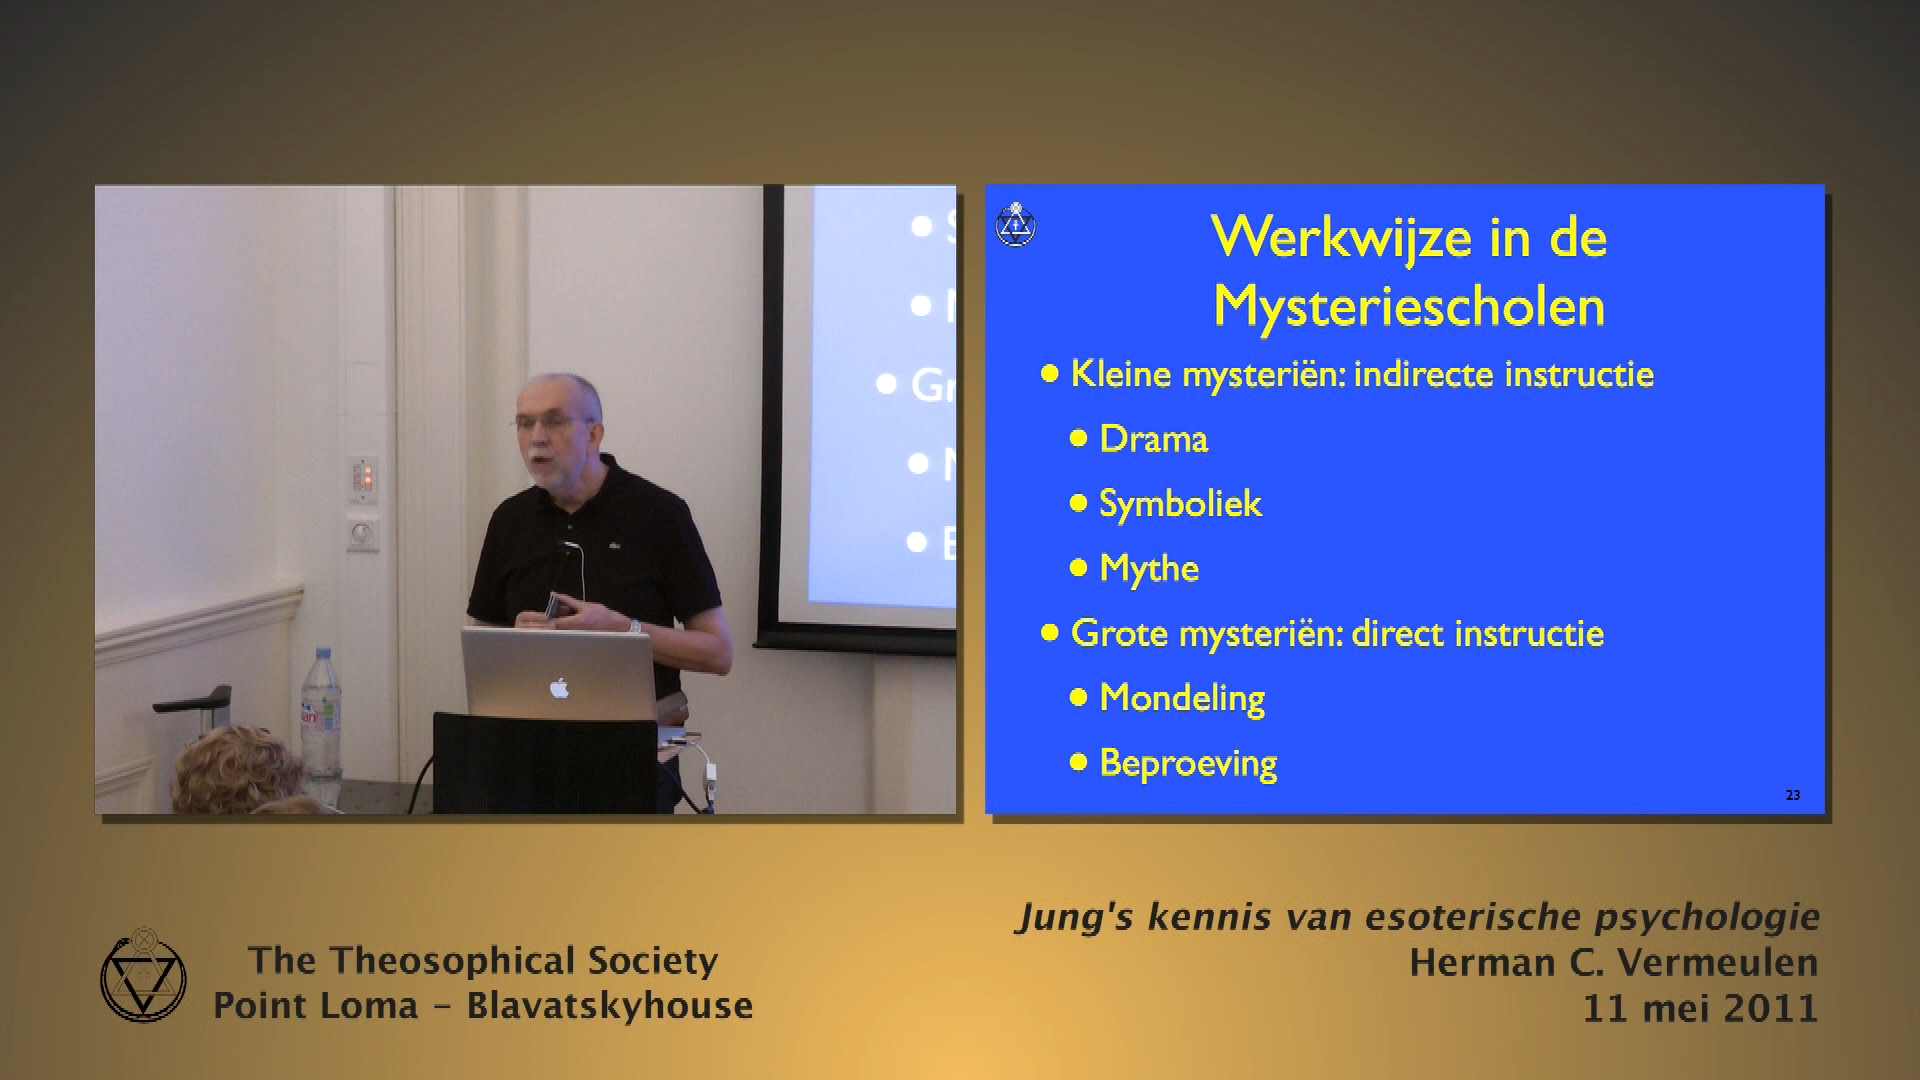 Werkwijze in de
Mysteriescholen
Kleine mysteriën: indirecte instructie
Drama
Symboliek
Mythe
Grote mysteriën: direct instructie
Mondeling
Beproeving
23
Jung's kennis van esoterische psychologie
Herman C. Vermeulen
11 mei 2011
The Theosophical Society
Point Loma - Blavatskyhouse
Gr